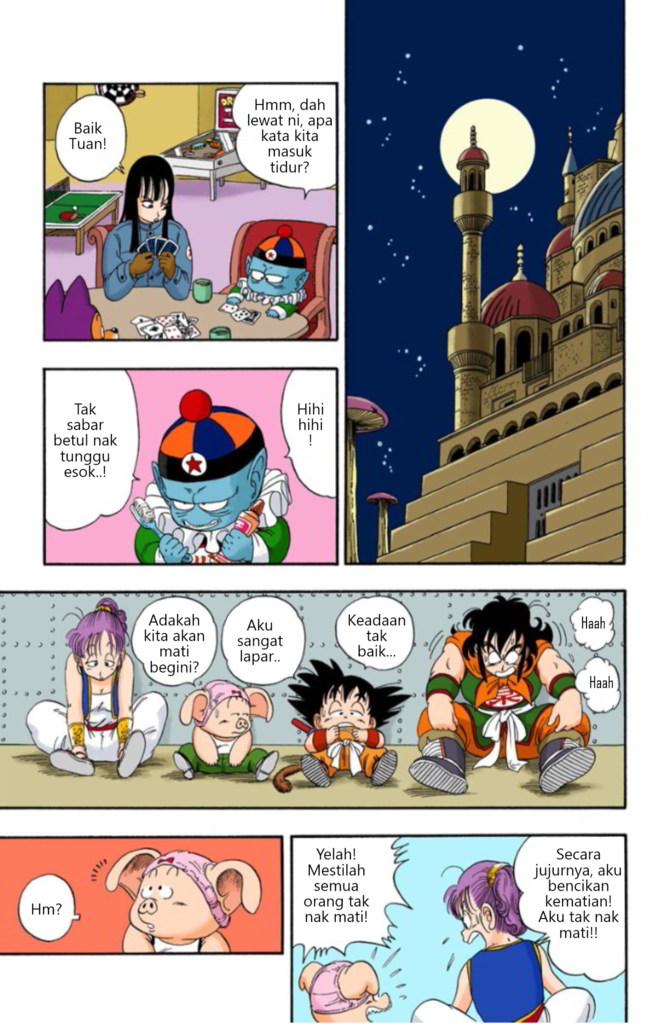 Hmm, dah
lewat ni, apa
kata kita
masuk
tidur?
Baik
Tuan!
Hihi
hihi
!
Tak
sabar
betul nak
tunggu
esok..!
Adakah
kita akan
mati
begini?
Aku
sangat
lapar..
Keadaan
tak
baik...
Haah
Haah
Hm?
Yelah!
Mestilah
semua
orang tak
nak mati!
Secara
jujurnya, aku
bencikan
kematian!
Aku tak nak
mati!!